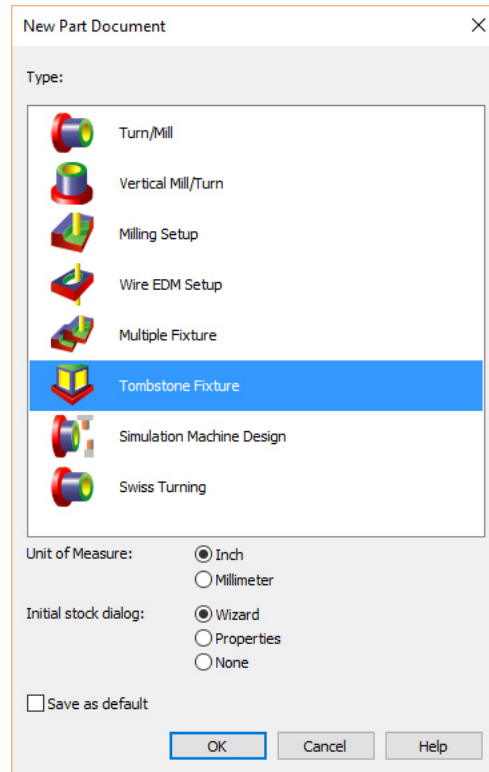 New Part Document
Type:
Turn/Mill
Vertical Mill/Turn
Milling Setup
Wire EDM Setup
Multiple Fixture
Tombstone Fixture
Simulation Machine Design
Swiss Turning
Unit of Measure: Inch
Millimeter
Initial stock dialog: Wizard
Properties
None
Save as default
OK Cancel Help